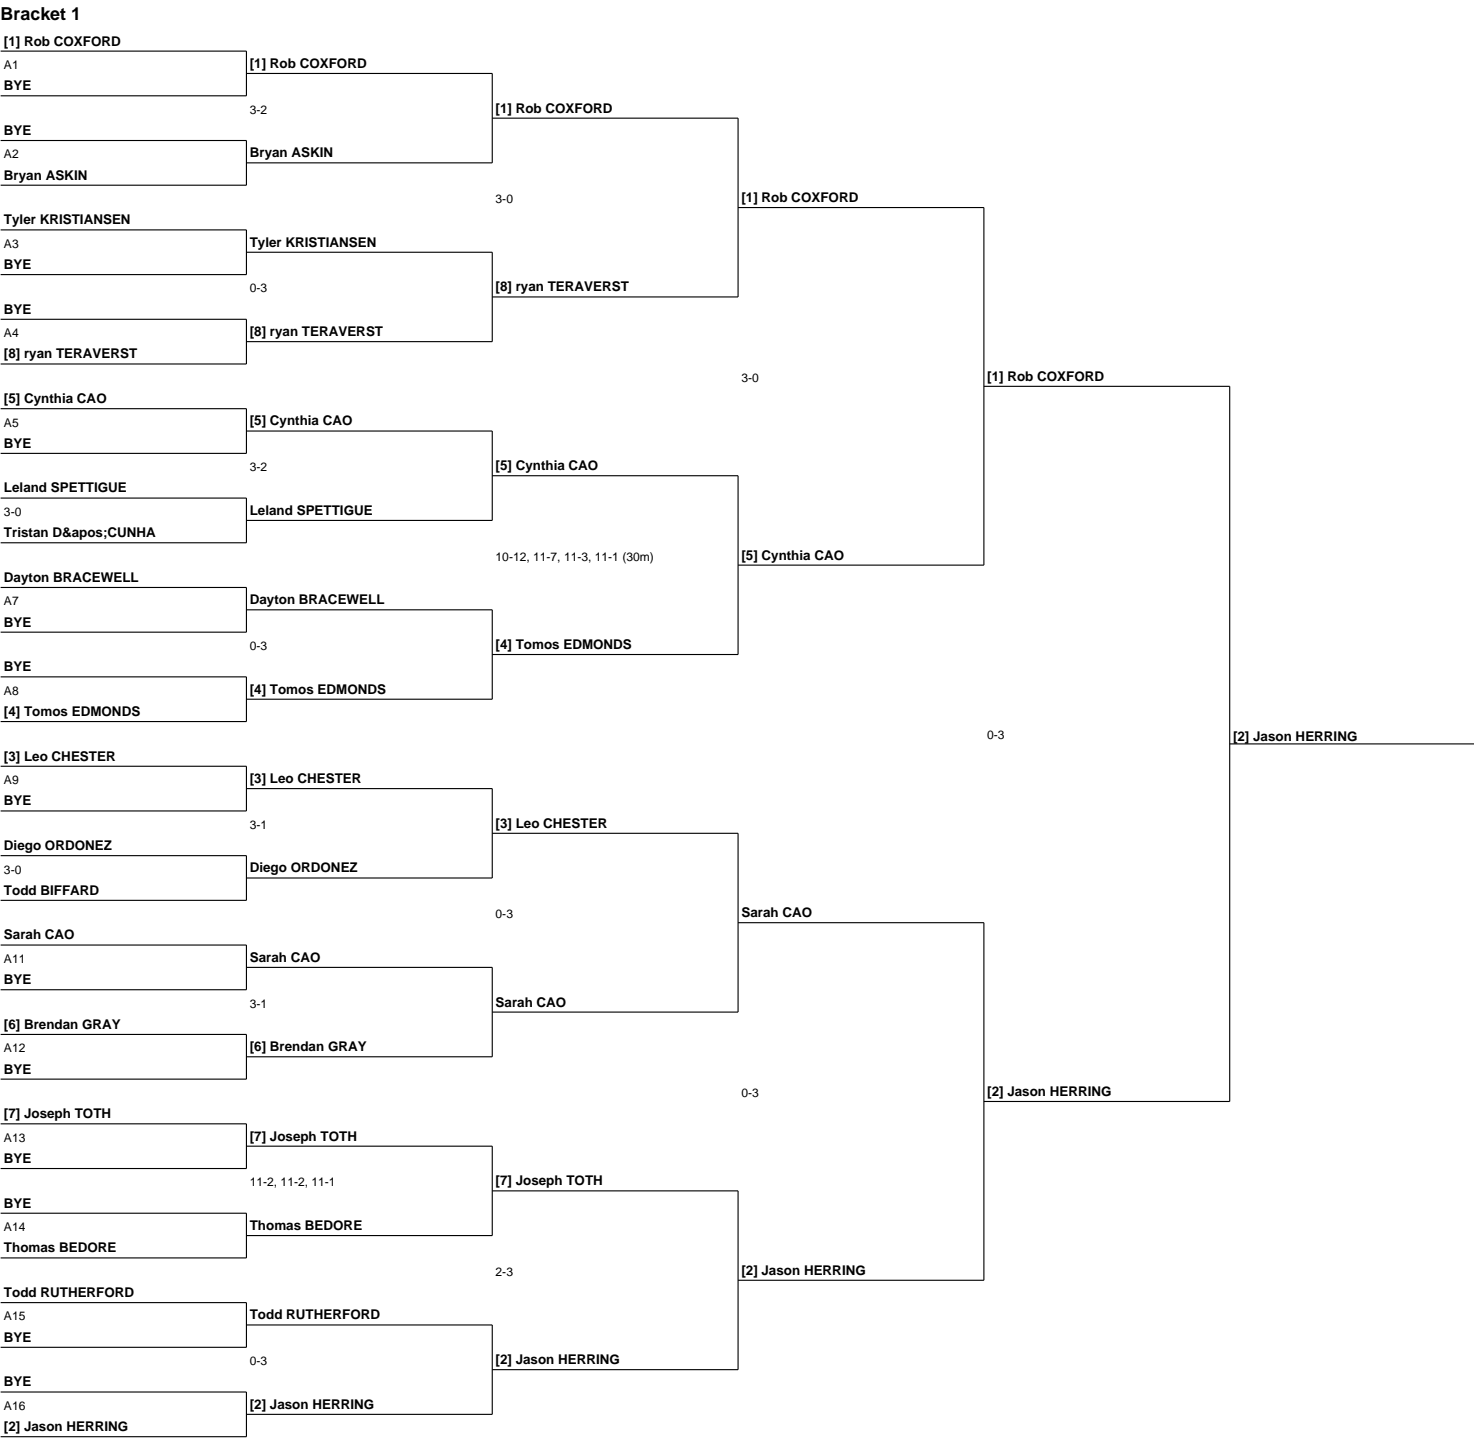 Bracket 1
[1] Rob COXFORD
A1
[1] Rob COXFORD
BYE
3-2
[1] Rob COXFORD
BYE
A2
Bryan ASKIN
Bryan ASKIN
3-0
[1] Rob COXFORD
Tyler KRISTIANSEN
A3
Tyler KRISTIANSEN
BYE
0-3
[8] ryan TERAVERST
BYE
A4
[8] ryan TERAVERST
[8] ryan TERAVERST
3-0
[1] Rob COXFORD
[5] Cynthia CAO
A5
[5] Cynthia CAO
BYE
3-2
[5] Cynthia CAO
Leland SPETTIGUE
3-0
Leland SPETTIGUE
Tristan D&apos;CUNHA
10-12, 11-7, 11-3, 11-1 (30m)
[5] Cynthia CAO
Dayton BRACEWELL
A7
Dayton BRACEWELL
BYE
0-3
[4] Tomos EDMONDS
BYE
A8
[4] Tomos EDMONDS
[4] Tomos EDMONDS
0-3
[2] Jason HERRING
[3] Leo CHESTER
A9
[3] Leo CHESTER
BYE
3-1
[3] Leo CHESTER
Diego ORDONEZ
3-0
Diego ORDONEZ
Todd BIFFARD
0-3
Sarah CAO
Sarah CAO
A11
Sarah CAO
BYE
3-1
Sarah CAO
[6] Brendan GRAY
A12
[6] Brendan GRAY
BYE
0-3
[2] Jason HERRING
[7] Joseph TOTH
A13
[7] Joseph TOTH
BYE
11-2, 11-2, 11-1
[7] Joseph TOTH
BYE
A14
Thomas BEDORE
Thomas BEDORE
2-3
[2] Jason HERRING
Todd RUTHERFORD
A15
Todd RUTHERFORD
BYE
0-3
[2] Jason HERRING
BYE
A16
[2] Jason HERRING
[2] Jason HERRING